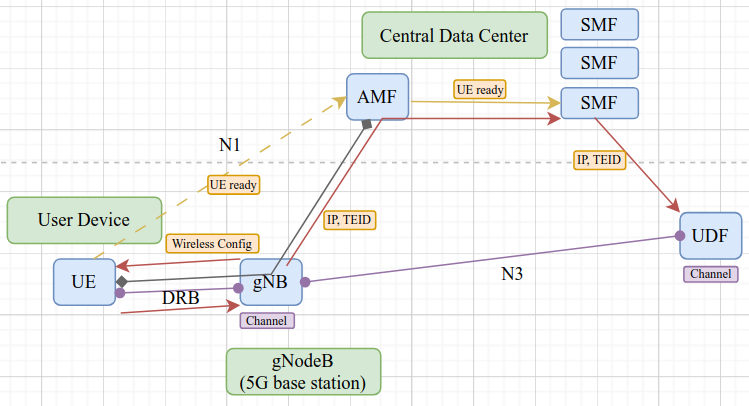 SMF
Central Data Center
SMF
AMF
UE ready
SMF
N1
IP, TEID
UE ready
User Device
IP, TEID
Wireless Config
UDF
UE
gNB
N3
Channel
DRB
Channel
gNodeB
(5G base station)